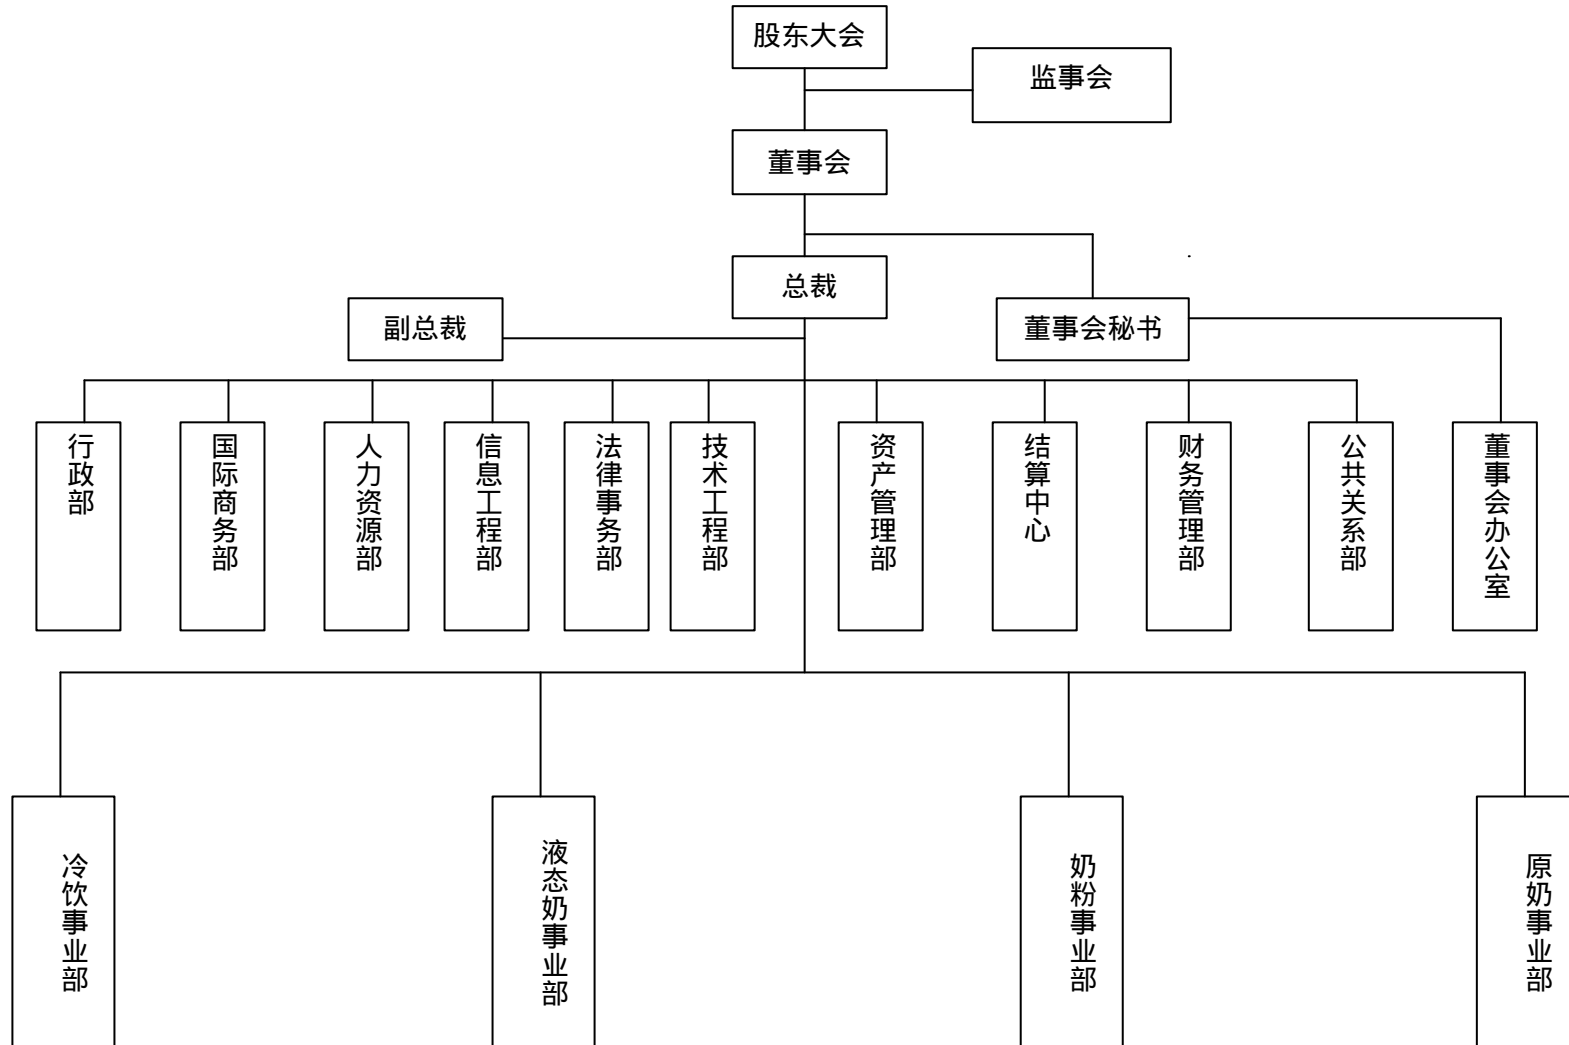 股东大会
监事会
董事会
总裁
副总裁
董事会秘书
行政部
国际商务部
人力资源部
信息工程部
法律事务部
技术工程部
资产管理部
结算中心
财务管理部
公共关系部
董事会办公室
冷饮事业部
液态奶事业部
奶粉事业部
原奶事业部